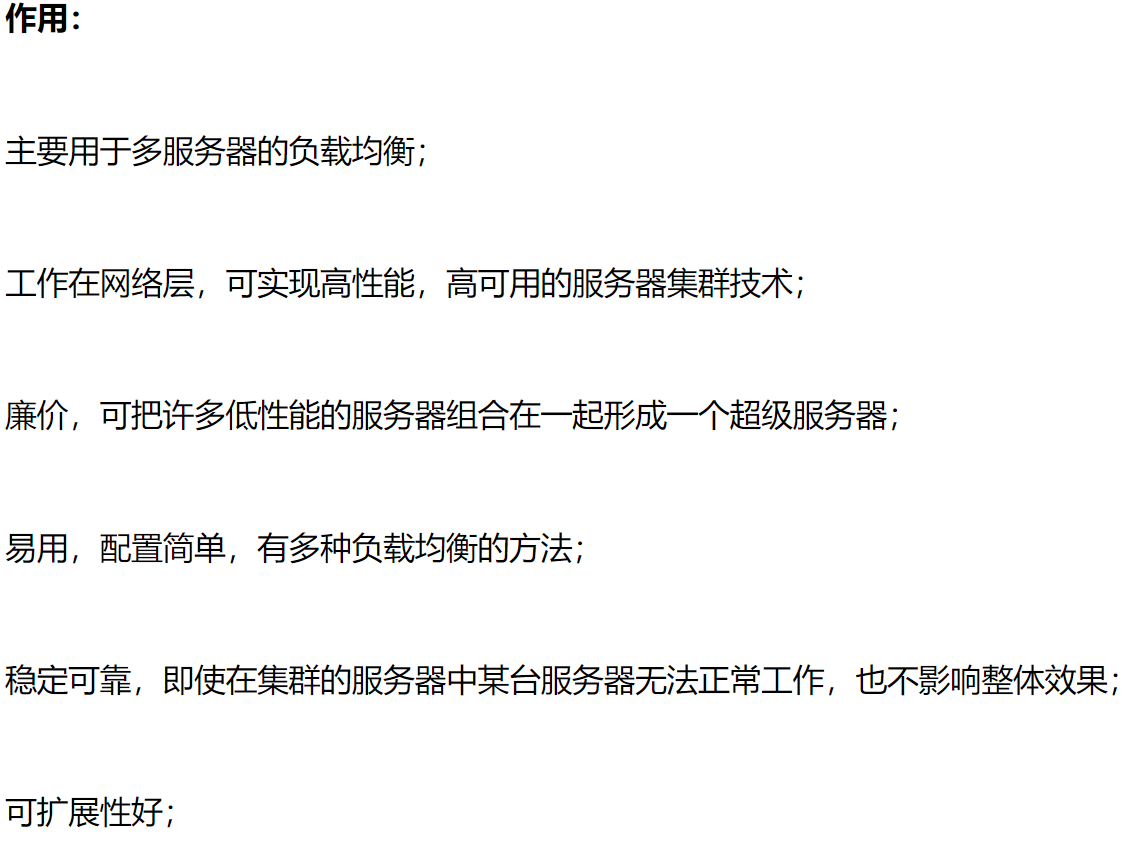 作用：
主要用于多服务器的负载均衡；
工作在网络层，可实现高性能，高可用的服务器集群技术；
廉价，可把许多低性能的服务器组合在一起形成一个超级服务器；
易用，配置简单，有多种负载均衡的方法；
稳定可靠，即使在集群的服务器中某台服务器无法正常工作，也不影响整体效果；
可扩展性好；